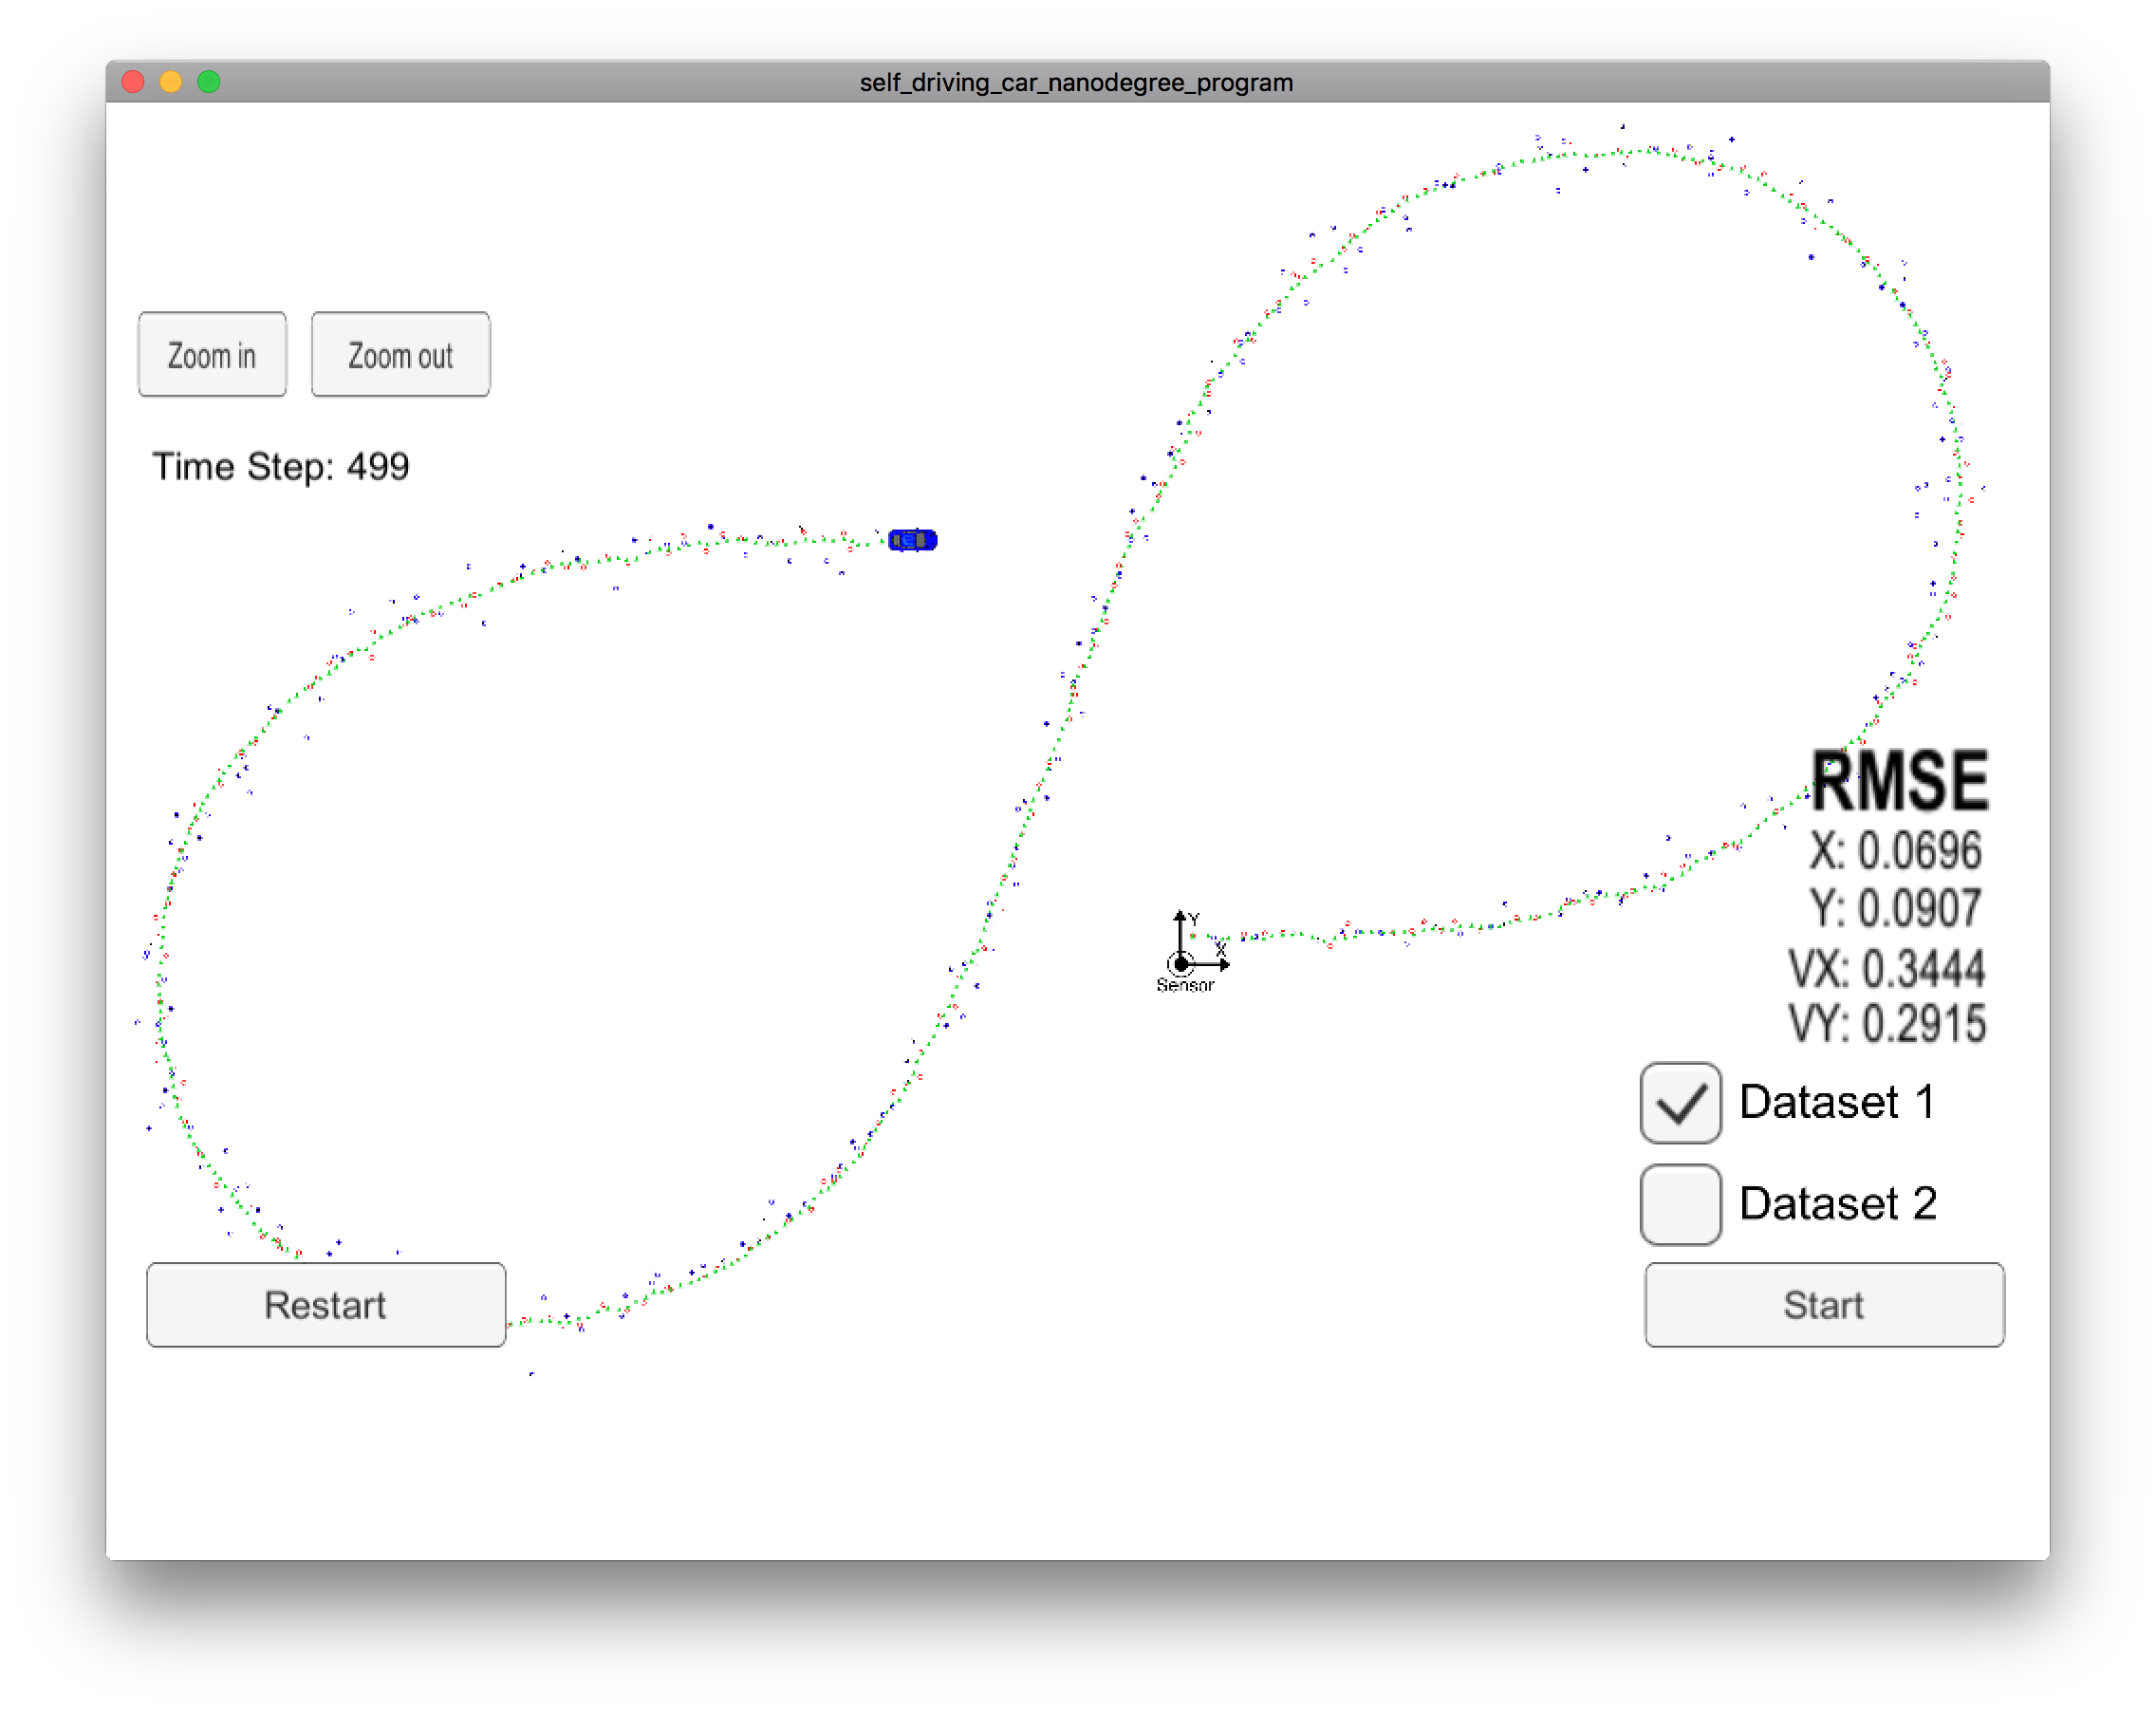 self_driving_car_nanodegree_program
Zoom in
Zoom out
Time Step: 499
RMSE
X: 0.0696
Y: 0.0907
VX: 0.3444
VY: 0.2915
Y
X
Sensor
Dataset 1
Dataset 2
Restart
Start